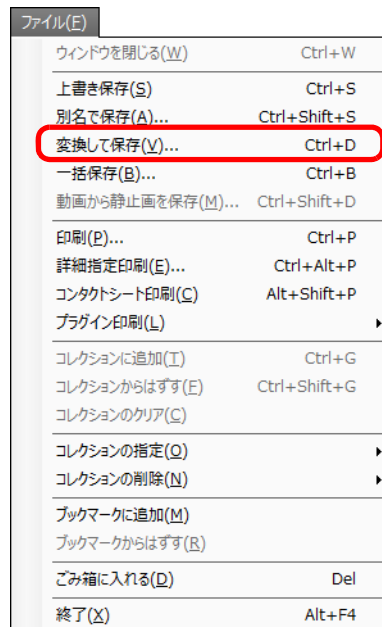 ファイル(F)
ウィンドウを閉じる(W) Ctrl+W
上書き保存(S) Ctrl+S
別名で保存(A)... Ctrl+Shift+S
変換して保存(V)... Ctrl+D
一括保存(B)... Ctrl+B
動画から静止画を保存(M)... Ctrl+Shift+D
印刷(P)... Ctrl+P
詳細指定印刷(E)... Ctrl+Alt+P
コンタクトシート印刷(C) Alt+Shift+P
プラグイン印刷(L)
コレクションに追加(T) Ctrl+G
コレクションからはずす(F) Ctrl+Shift+G
コレクションのクリア(C)
コレクションの指定(O)
コレクションの削除(N)
ブックマークに追加(M)
ブックマークからはずす(R)
ごみ箱に入れる(D) Del
終了(X) Alt+F4